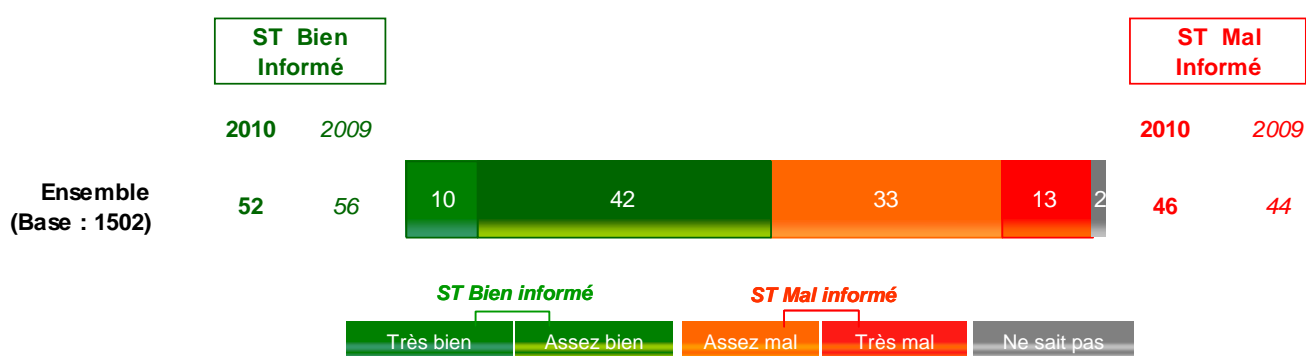 ST Bien
Informé
ST Mal
Informé
2010 2009
2010 2009
Ensemble
(Base : 1502)
52 56 10 42 33 13 2 46 44
ST Bien informé ST Mal informé
Très bien Assez bien Assez mal Très mal Ne sait pas